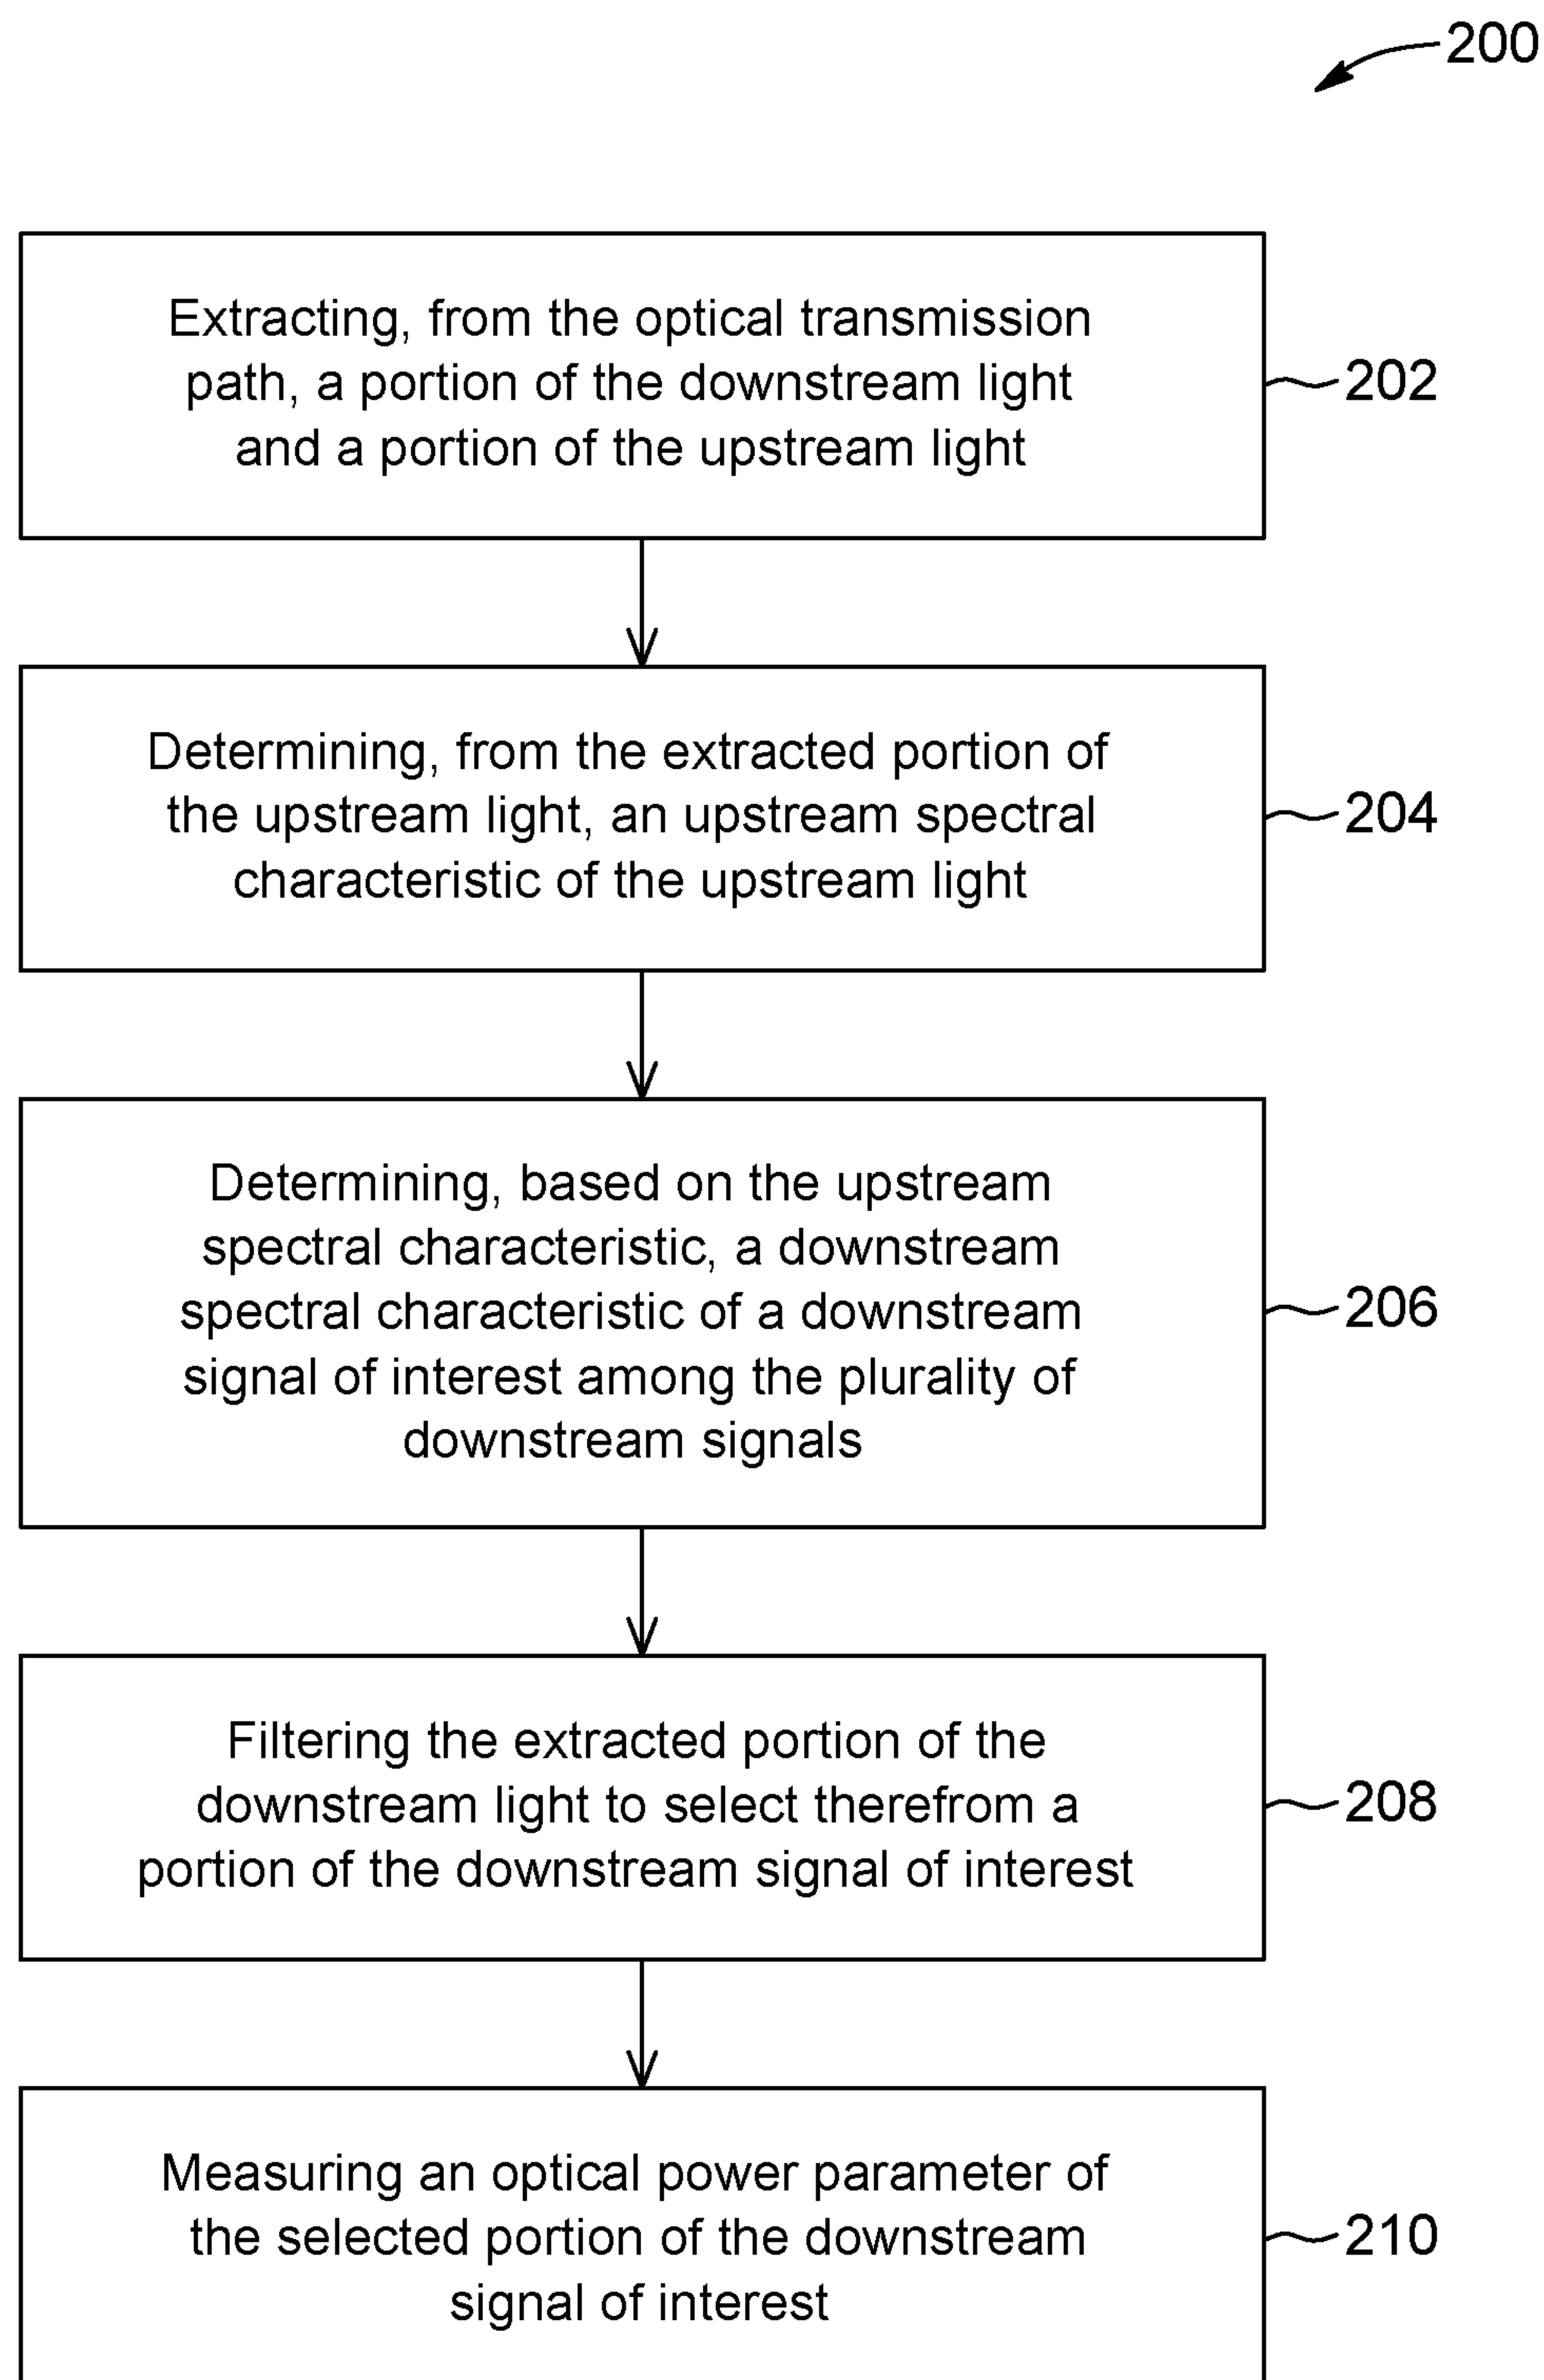 200
Extracting, from the optical transmission
path, a portion of the downstream light
and a portion of the upstream light
202
Determining, from the extracted portion of
the upstream light, an upstream spectral
characteristic of the upstream light
204
Determining, based on the upstream
spectral characteristic, a downstream
spectral characteristic of a downstream
signal of interest among the plurality of
downstream signals
206
Filtering the extracted portion of the
downstream light to select therefrom a
portion of the downstream signal of interest
208
Measuring an optical power parameter of
the selected portion of the downstream
signal of interest
210